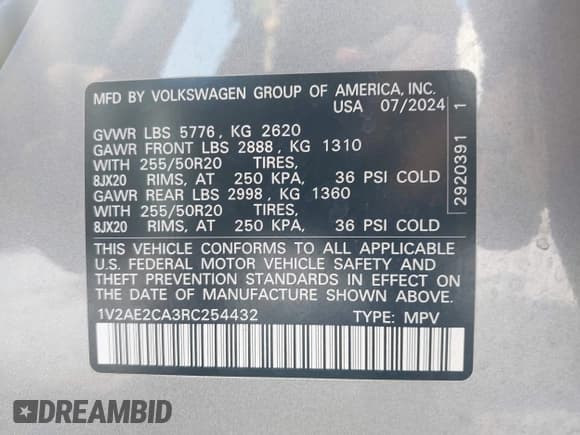 MFD BY VOLKSWAGEN GROUP OF AMERICA, INC.
USA 07/2024
GVWR LBS 5776, KG 2620
GAWR FRONT LBS 2888, KG 1310
WITH 255/50R20 TIRES,
8JX20 RIMS, AT 250 KPA, 36 PSI COLD
GAWR REAR LBS 2998, KG 1360
WITH 255/50R20 TIRES,
8JX20 RIMS, AT 250 KPA, 36 PSI COLD
THIS VEHICLE CONFORMS TO ALL APPLICABLE
U.S. FEDERAL MOTOR VEHICLE SAFETY AND
THEFT PREVENTION STANDARDS IN EFFECT ON
THE DATE OF MANUFACTURE SHOWN ABOVE.
1V2AE2CA3RC254432 TYPE: MPV
2920391 1
DREAMBID